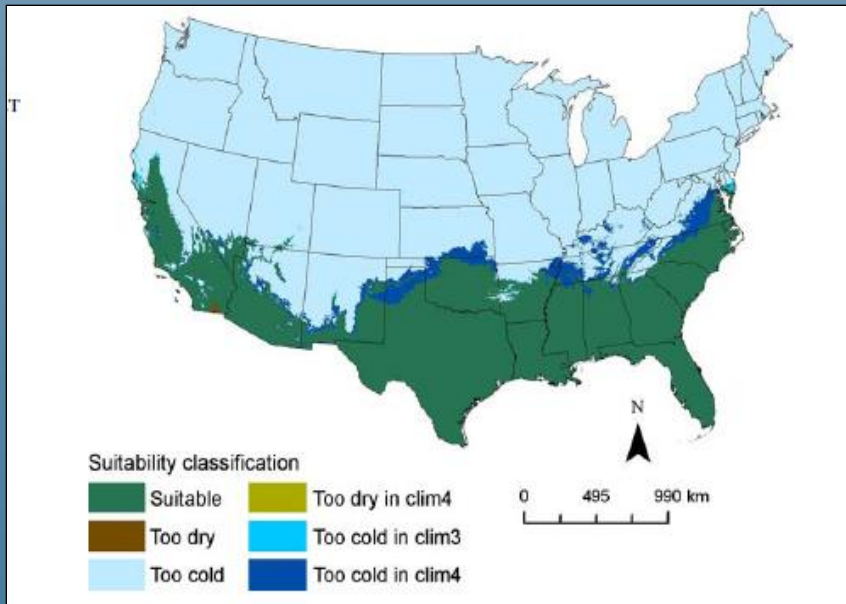 T
N
Suitability classification
Suitable
Too dry in clim4
0 495 990 km
Too dry
Too cold in clim3
Too cold
Too cold in clim4